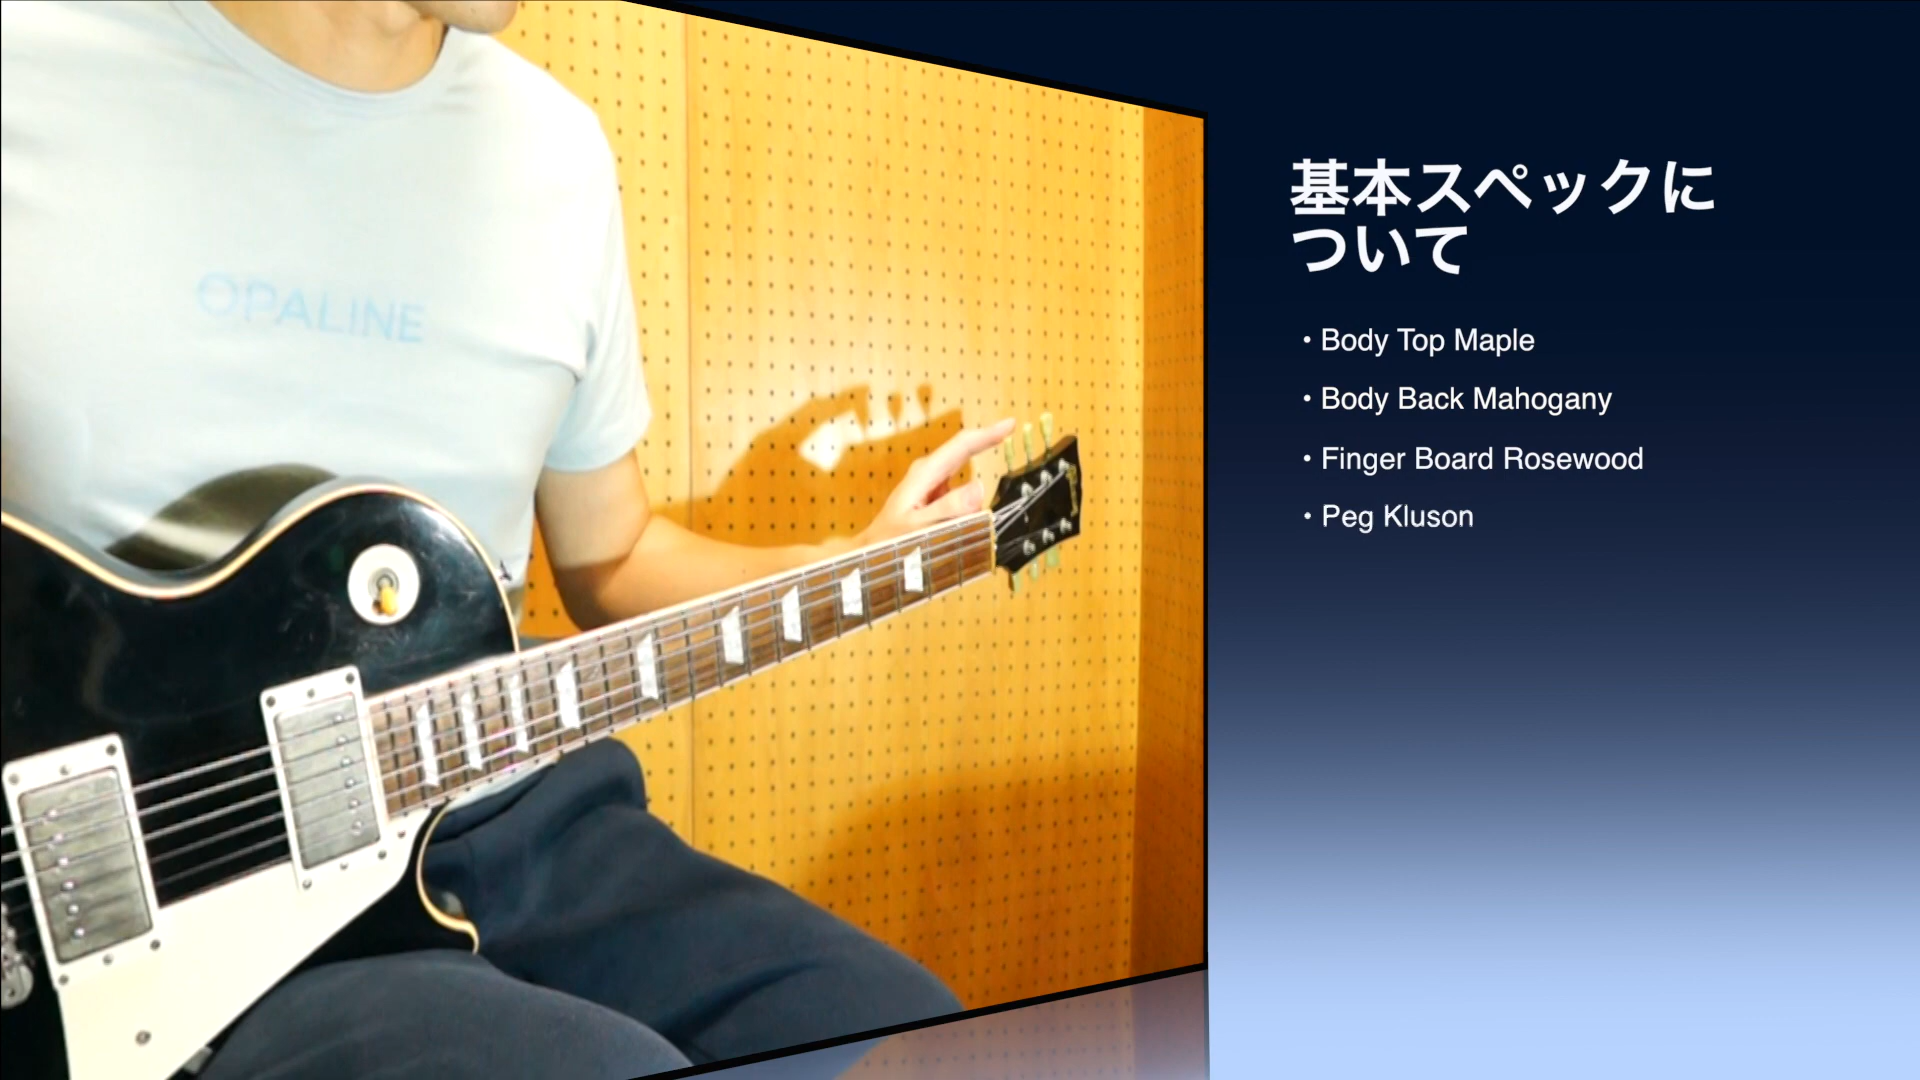 OPALINE
基本スペックに
ついて
・Body Top Maple
・Body Back Mahogany
・Finger Board Rosewood
・Peg Kluson